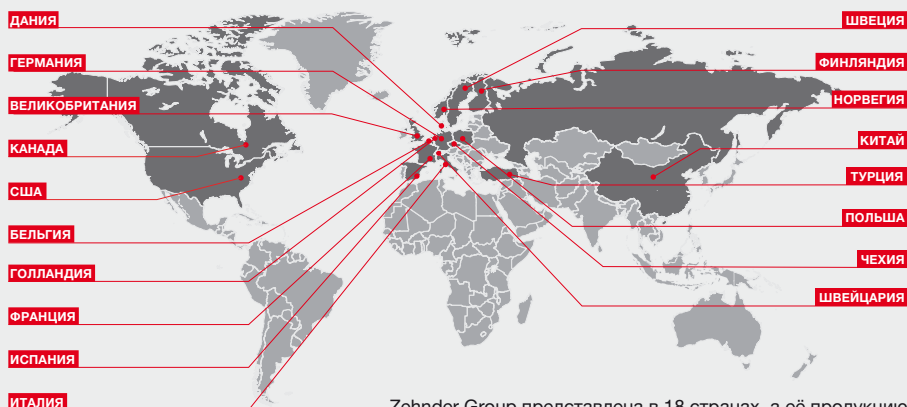 ДАНИЯ
ГЕРМАНИЯ
ВЕЛИКОБРИТАНИЯ
КАНАДА
США
БЕЛЬГИЯ
ГОЛЛАНДИЯ
ФРАНЦИЯ
ИСПАНИЯ
ИТАЛИЯ
ШВЕЦИЯ
ФИНЛЯНДИЯ
НОРВЕГИЯ
КИТАЙ
ТУРЦИЯ
ПОЛЬША
ЧЕХИЯ
ШВЕЙЦАРИЯ
Zehnder Group представлена в 18 странах, а её продукцию